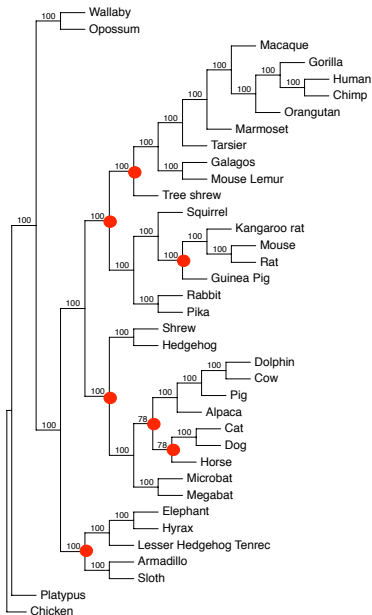 Wallaby
100
Opossum
Macaque
100
Gorilla
100
100
100
Human
100
Chimp
Orangutan
100
100
Marmoset
100
Tarsier
100
Galagos
100
Mouse Lemur
Tree shrew
Squirrel
100
100
Kangaroo rat
100
100
100
Mouse
100
Rat
100
Guinea Pig
100
Rabbit
100
Pika
100
Shrew
100
Hedgehog
Dolphin
100
100
Cow
100
Pig
100
Alpaca
78
Cat
100
100
Dog
78
100
Horse
Microbat
100
Megabat
Elephant
100
100
Hyrax
100
Lesser Hedgehog Tenrec
Armadillo
100
Sloth
Platypus
Chicken